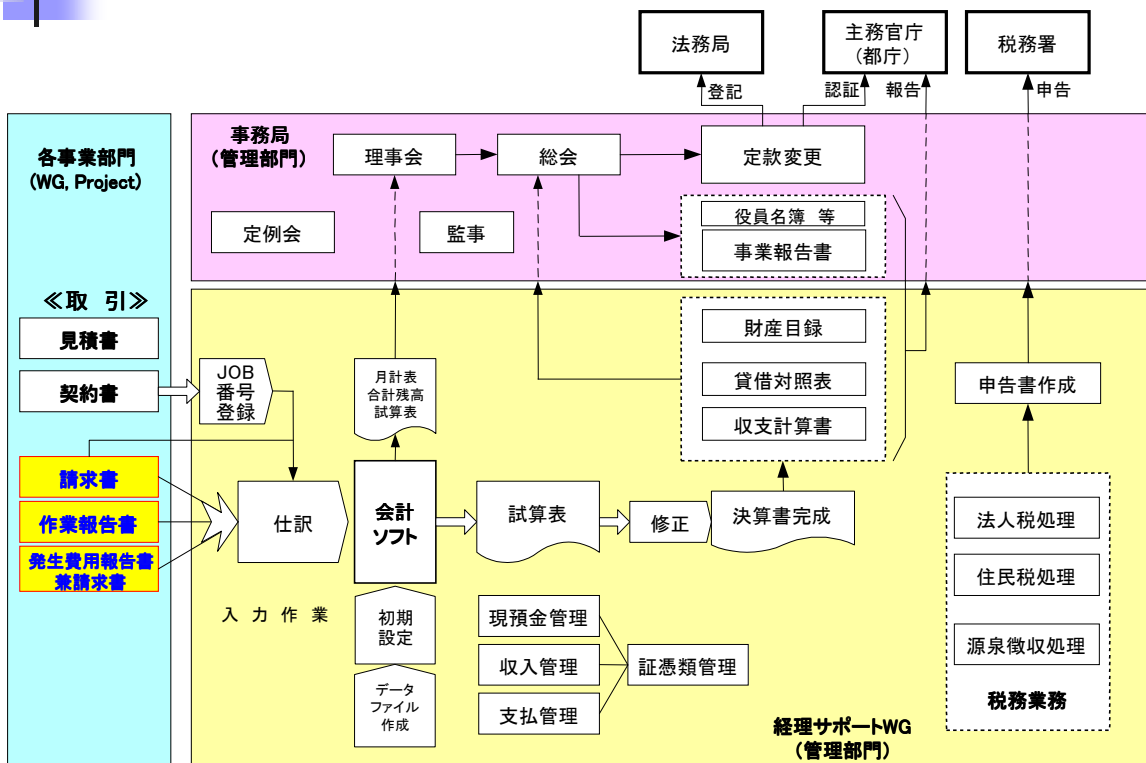 法務局
主務官庁
(都庁)
税務署
登記
認証
報告
申告
各事業部門
(WG, Project)
事務局
(管理部門)
理事会
総会
定款変更
定例会
監事
役員名簿 等
事業報告書
≪取 引≫
見積書
契約書
請求書
作業報告書
発生費用報告書
兼請求書
JOB
番号
登録
月計表
合計残高
試算表
財産目録
貸借対照表
収支計算書
申告書作成
仕訳
会計
ソフト
試算表
修正
決算書完成
法人税処理
住民税処理
源泉徴収処理
税務業務
入 力 作 業
初期
設定
データ
ファイル
作成
現預金管理
収入管理
支払管理
証憑類管理
経理サポートWG
(管理部門)